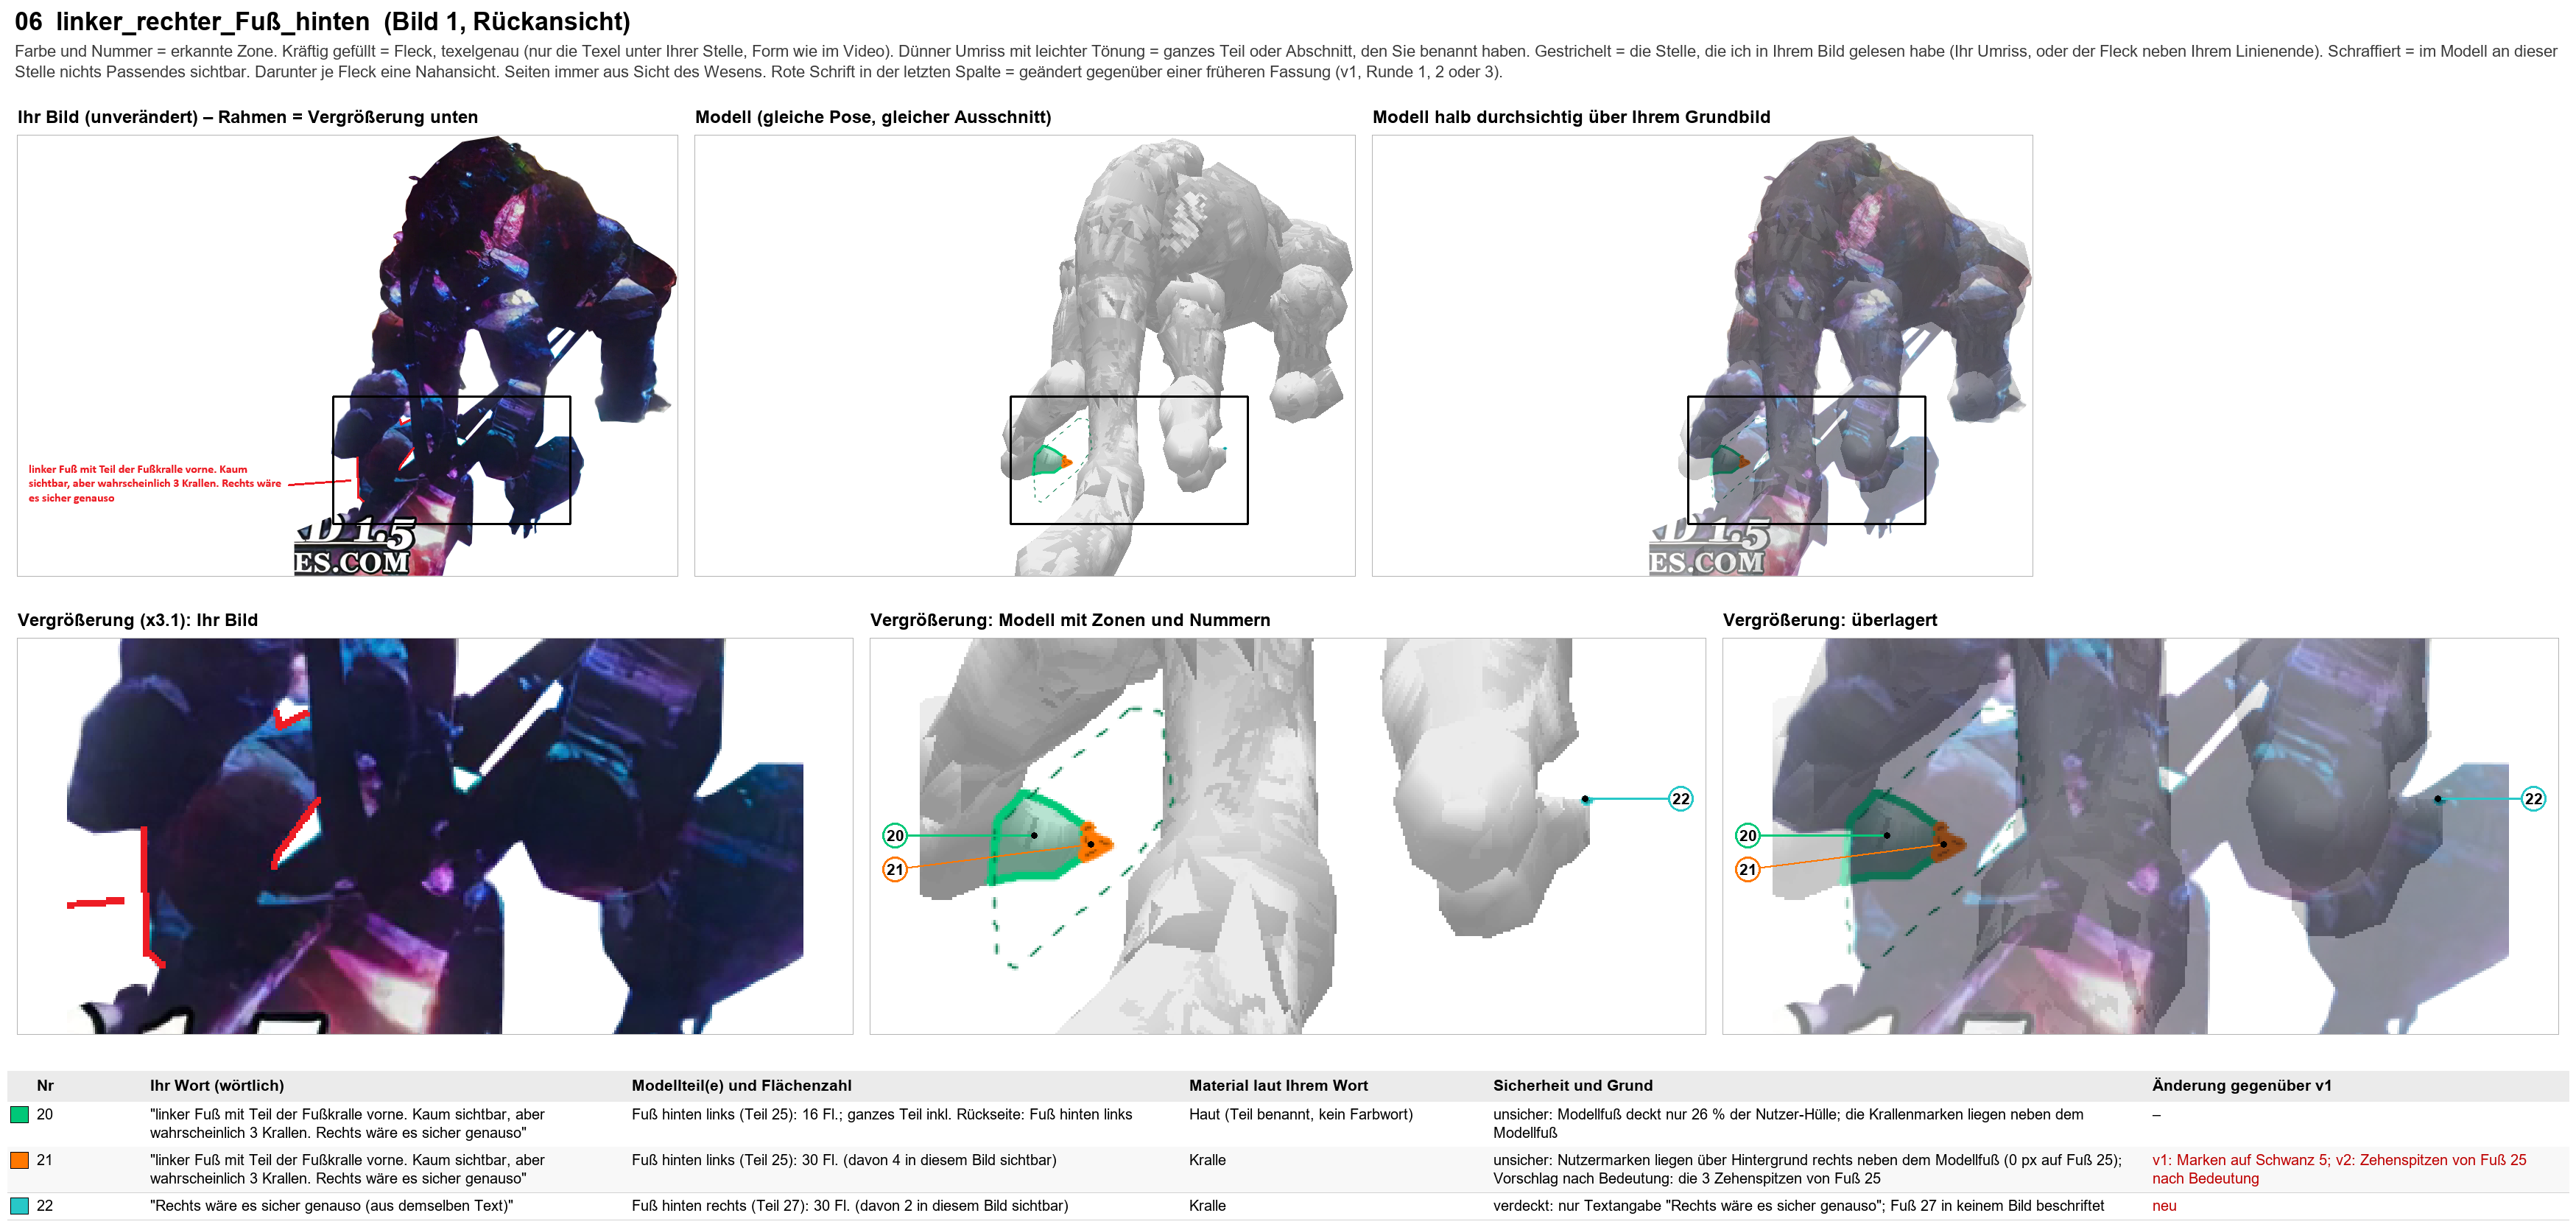 06 linker_rechter_Fuß_hinten (Bild 1, Rückansicht)
Farbe und Nummer = erkannte Zone. Kräftig gefüllt = Fleck, texelgenau (nur die Texel unter Ihrer Stelle, Form wie im Video). Dünner Umriss mit leichter Tönung = ganzes Teil oder Abschnitt, den Sie benannt haben. Gestrichelt = die Stelle, die ich in Ihrem Bild gelesen habe (Ihr Umriss, oder der Fleck neben Ihrem Linienende). Schraffiert = im Modell an dieser
Stelle nichts Passendes sichtbar. Darunter je Fleck eine Nahansicht. Seiten immer aus Sicht des Wesens. Rote Schrift in der letzten Spalte = geändert gegenüber einer früheren Fassung (v1, Runde 1, 2 oder 3).
Ihr Bild (unverändert) – Rahmen = Vergrößerung unten
Modell (gleiche Pose, gleicher Ausschnitt)
Modell halb durchsichtig über Ihrem Grundbild
linker Fuß mit Teil der Fußkralle vorne. Kaum
sichtbar, aber wahrscheinlich 3 Krallen. Rechts wäre
es sicher genauso
D 1.5
ES.COM
D 1.5
ES.COM
Vergrößerung (x3.1): Ihr Bild
Vergrößerung: Modell mit Zonen und Nummern
Vergrößerung: überlagert
22
20
21
22
20
21
Nr Ihr Wort (wörtlich) Modellteil(e) und Flächenzahl Material laut Ihrem Wort Sicherheit und Grund Änderung gegenüber v1
20 "linker Fuß mit Teil der Fußkralle vorne. Kaum sichtbar, aber Fuß hinten links (Teil 25): 16 Fl.; ganzes Teil inkl. Rückseite: Fuß hinten links Haut (Teil benannt, kein Farbwort) unsicher: Modellfuß deckt nur 26 % der Nutzer-Hülle; die Krallenmarken liegen neben dem –
wahrscheinlich 3 Krallen. Rechts wäre es sicher genauso" Modellfuß
21 "linker Fuß mit Teil der Fußkralle vorne. Kaum sichtbar, aber Fuß hinten links (Teil 25): 30 Fl. (davon 4 in diesem Bild sichtbar) Kralle unsicher: Nutzermarken liegen über Hintergrund rechts neben dem Modellfuß (0 px auf Fuß 25); v1: Marken auf Schwanz 5; v2: Zehenspitzen von Fuß 25
wahrscheinlich 3 Krallen. Rechts wäre es sicher genauso" Vorschlag nach Bedeutung: die 3 Zehenspitzen von Fuß 25 nach Bedeutung
22 "Rechts wäre es sicher genauso (aus demselben Text)" Fuß hinten rechts (Teil 27): 30 Fl. (davon 2 in diesem Bild sichtbar) Kralle verdeckt: nur Textangabe "Rechts wäre es sicher genauso"; Fuß 27 in keinem Bild beschriftet neu